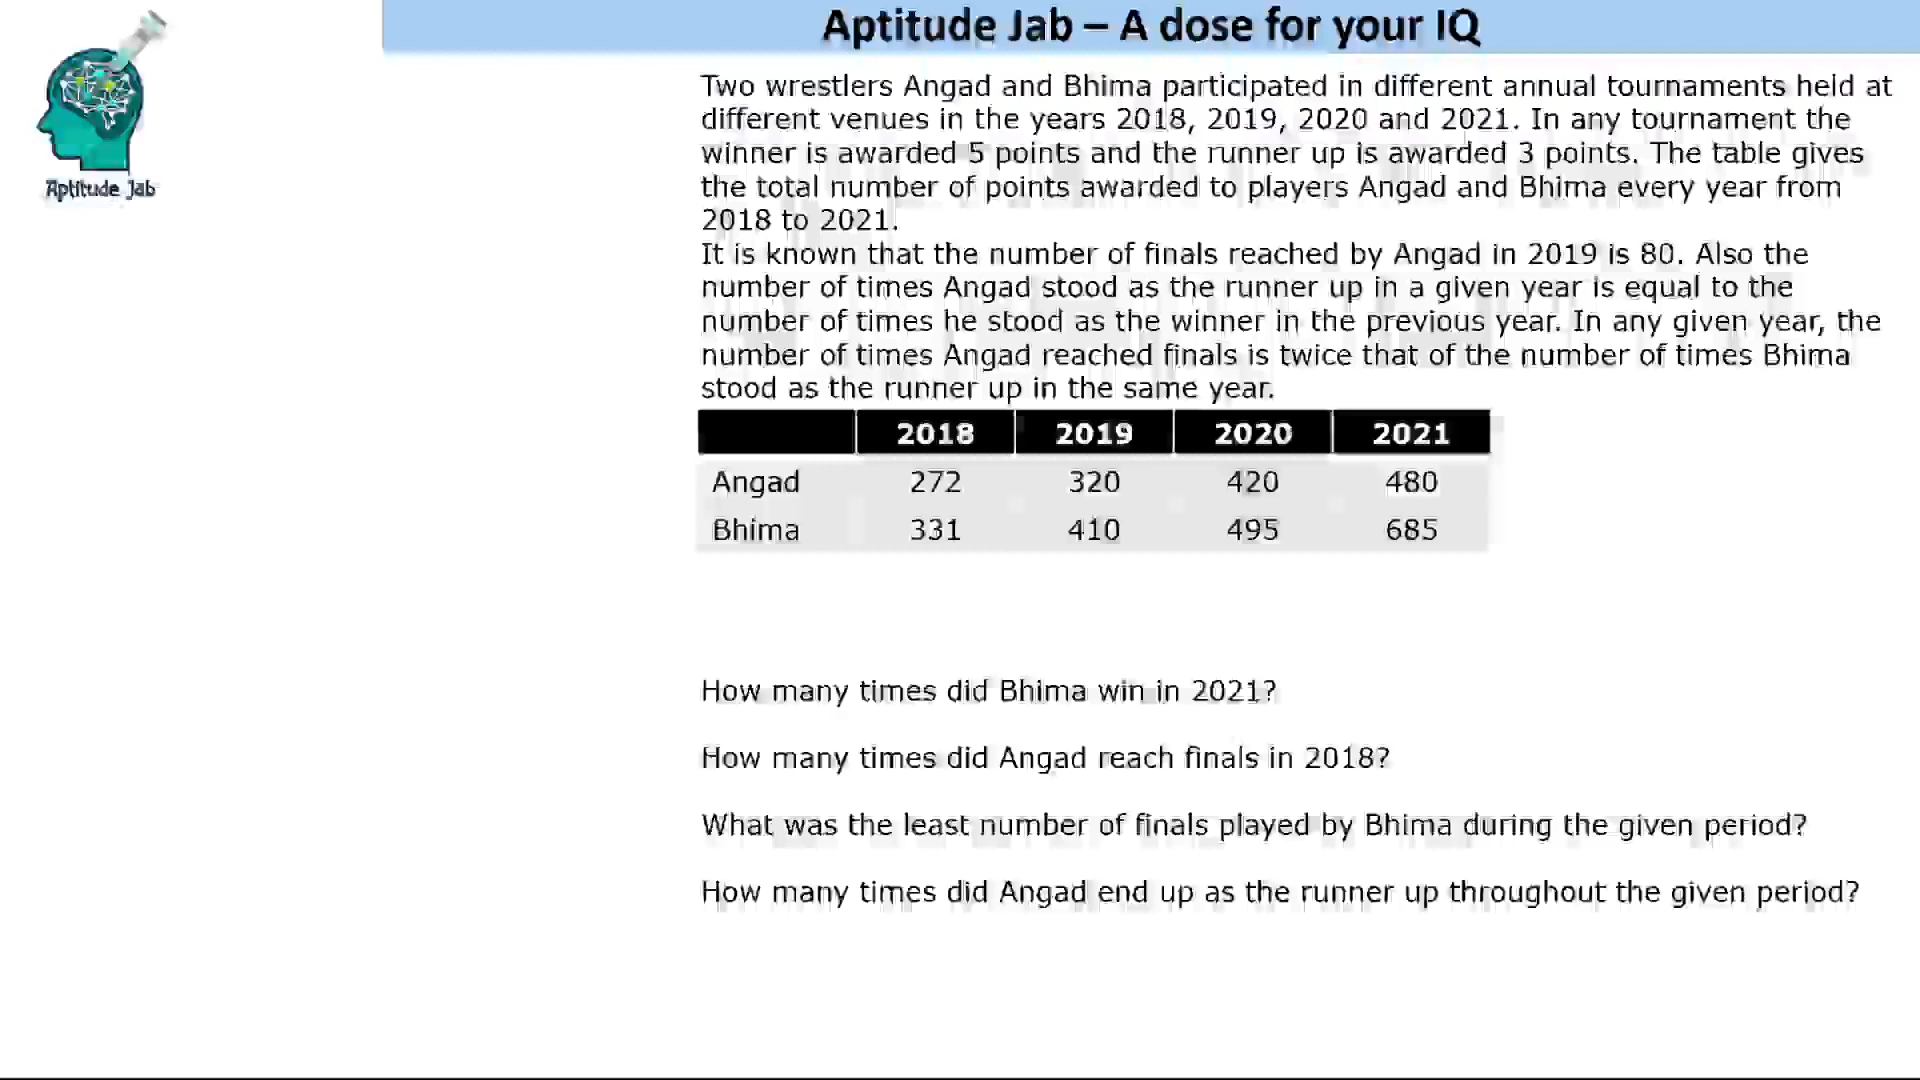 Aptitude Jab – A dose for your IQ
Aptitude Jab
Two wrestlers Angad and Bhima participated in different annual tournaments held at
different venues in the years 2018, 2019, 2020 and 2021. In any tournament the
winner is awarded 5 points and the runner up is awarded 3 points. The table gives
the total number of points awarded to players Angad and Bhima every year from
2018 to 2021.
It is known that the number of finals reached by Angad in 2019 is 80. Also the
number of times Angad stood as the runner up in a given year is equal to the
number of times he stood as the winner in the previous year. In any given year, the
number of times Angad reached finals is twice that of the number of times Bhima
stood as the runner up in the same year.
2018 2019 2020 2021
Angad 272 320 420 480
Bhima 331 410 495 685
How many times did Bhima win in 2021?
How many times did Angad reach finals in 2018?
What was the least number of finals played by Bhima during the given period?
How many times did Angad end up as the runner up throughout the given period?